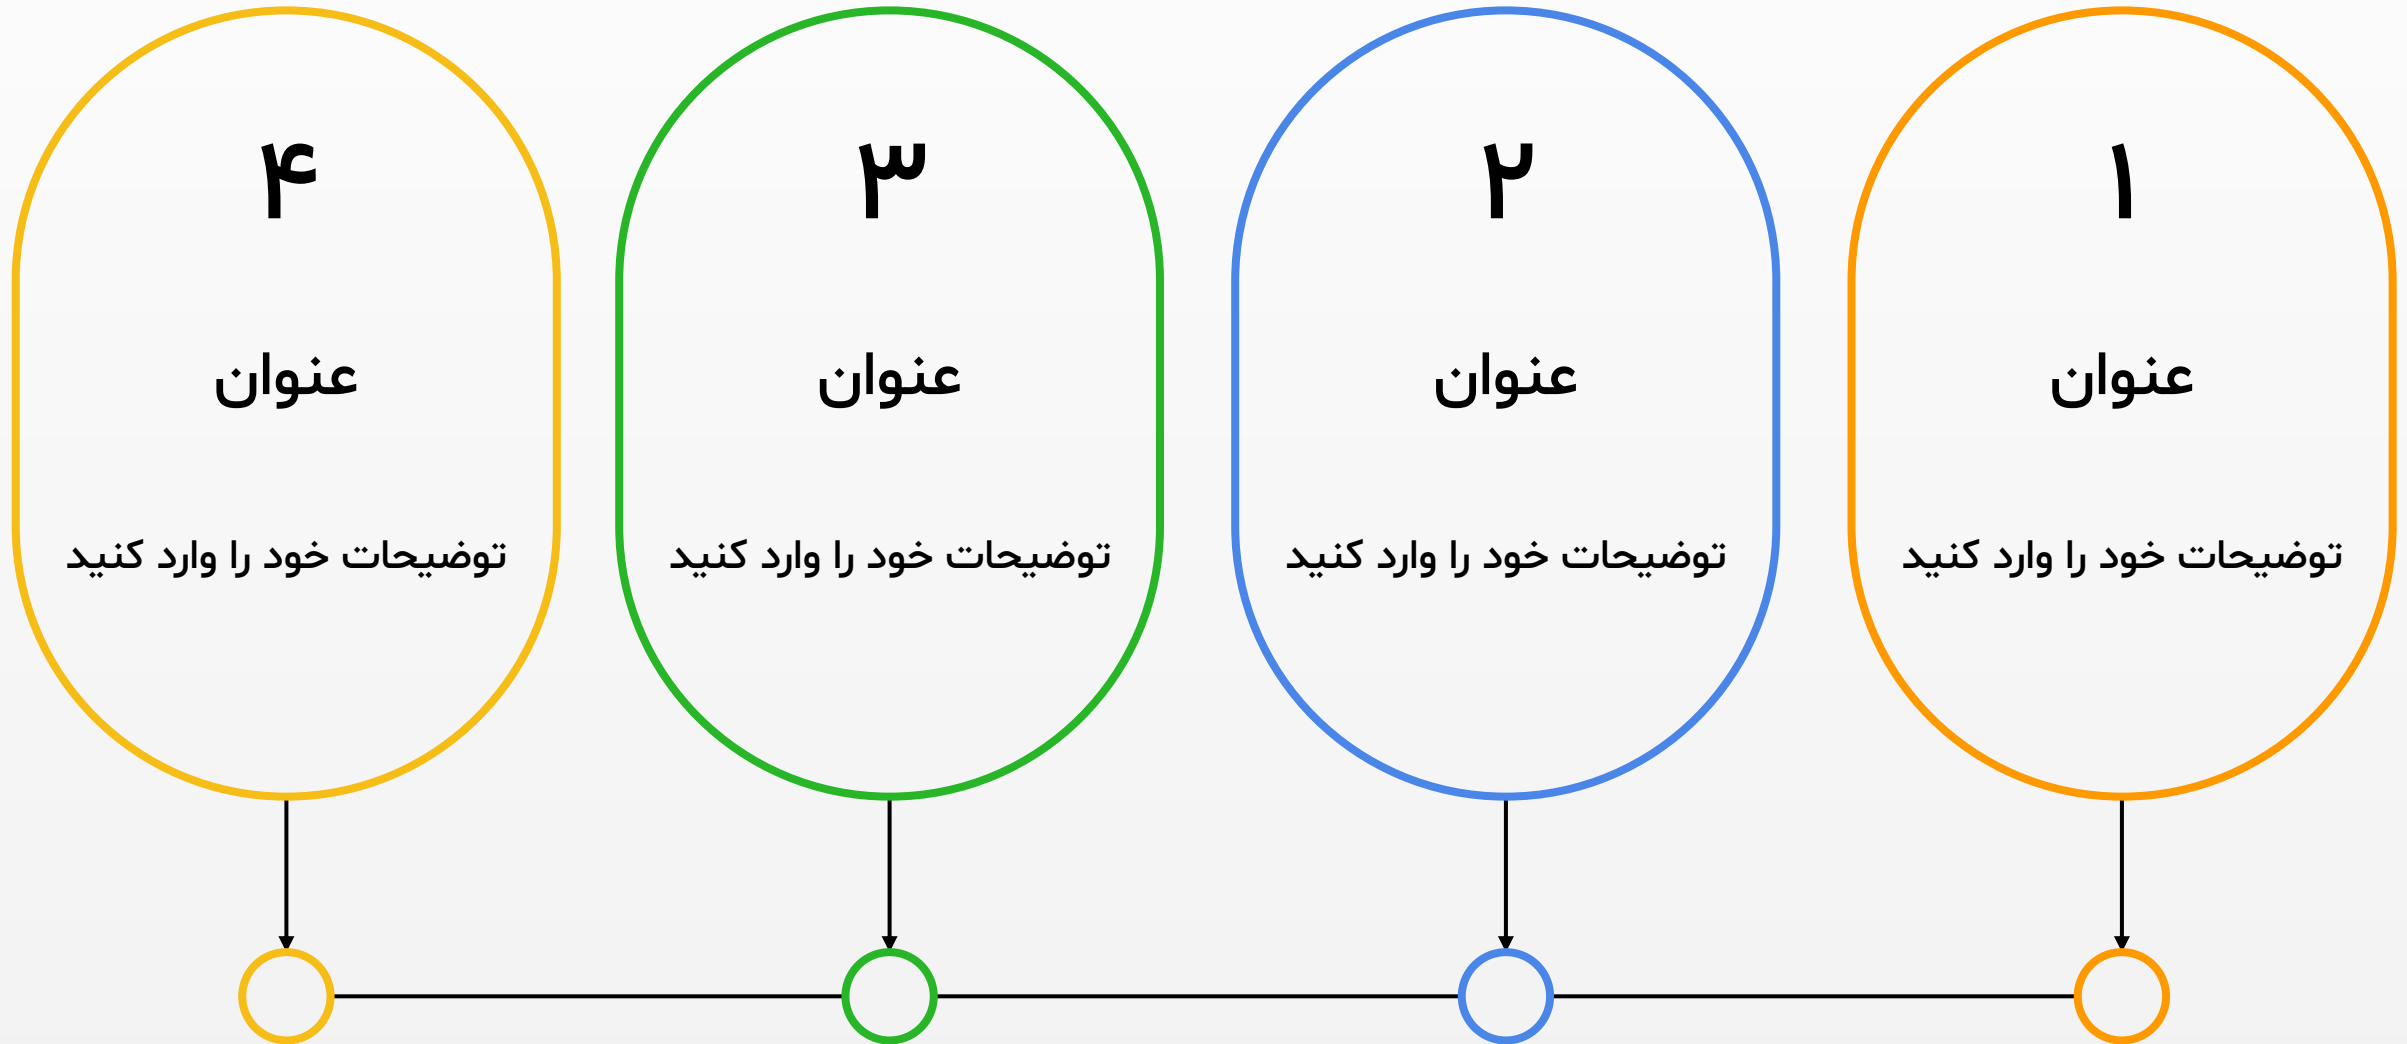 ۱
عنوان
توضیحات خود را وارد کنید
۲
عنوان
توضیحات خود را وارد کنید
۳
عنوان
توضیحات خود را وارد کنید
۴
عنوان
توضیحات خود را وارد کنید